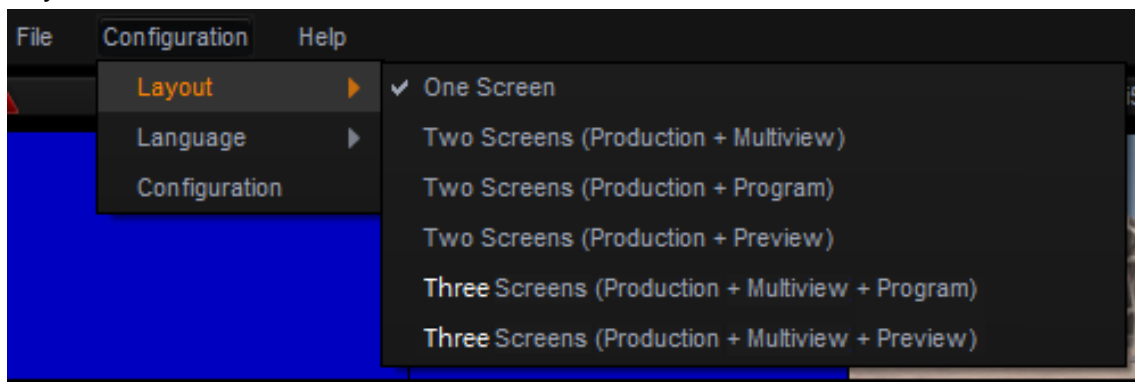 File Configuration Help
Layout
Language
Configuration
One Screen
Two Screens (Production + Multiview)
Two Screens (Production + Program)
Two Screens (Production + Preview)
Three Screens (Production + Multiview + Program)
Three Screens (Production + Multiview + Preview)